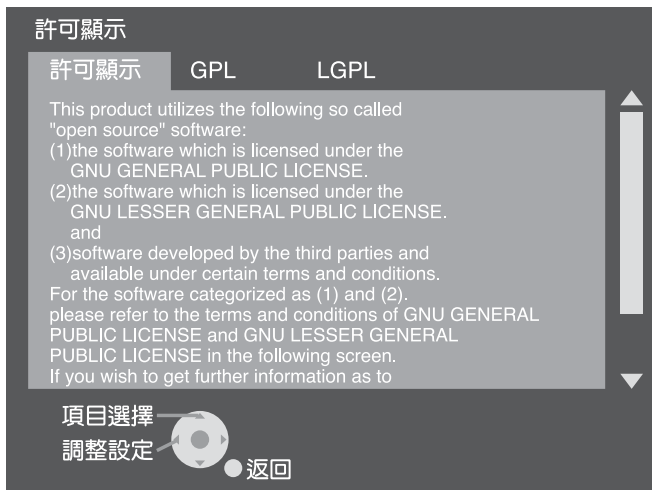 許可顯示
許可顯示 GPL LGPL
This product utilizes the following so called
"open source" software:
(1)the software which is licensed under the
GNU GENERAL PUBLIC LICENSE.
(2)the software which is licensed under the
GNU LESSER GENERAL PUBLIC LICENSE.
and
(3)software developed by the third parties and
available under certain terms and conditions.
For the software categorized as (1) and (2).
please refer to the terms and conditions of GNU GENERAL
PUBLIC LICENSE and GNU LESSER GENERAL
PUBLIC LICENSE in the following screen.
If you wish to get further information as to
項目選擇
調整設定
返回